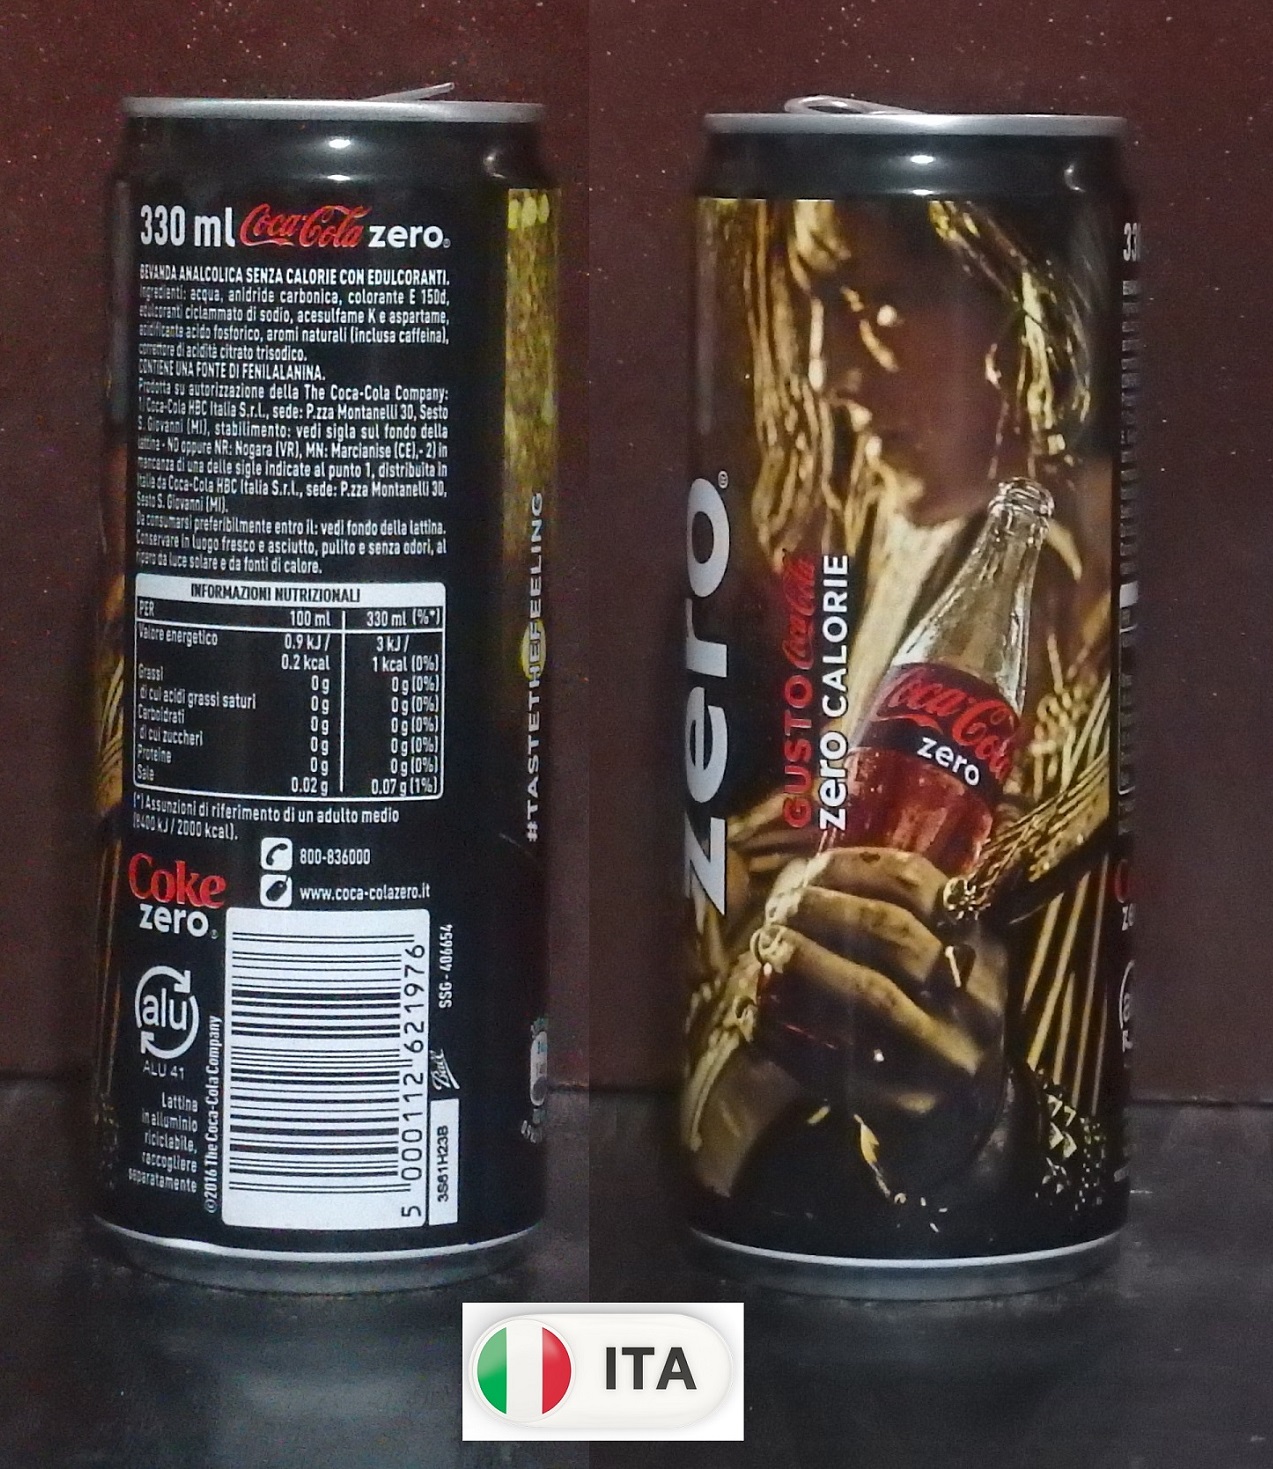 330 ml Coca-Cola zero®
BEVANDA ANALCOLICA SENZA CALORIE CON EDULCORANTI.
Ingredienti: acqua, anidride carbonica, colorante E 150d,
edulcoranti ciclammato di sodio, acesulfame K e aspartame,
acidificante acido fosforico, aromi naturali (inclusa caffeina),
correttore di acidità citrato trisodico.
CONTIENE UNA FONTE DI FENILALANINA.
Prodotta su autorizzazione della The Coca-Cola Company:
1) Coca-Cola HBC Italia S.r.l., sede: P.zza Montanelli 30, Sesto
S. Giovanni (MI), stabilimento: vedi sigla sul fondo della
lattina - NO oppure NR: Nogara (VR), MN: Marcianise (CE),- 2) in
mancanza di una delle sigle indicate al punto 1, distribuita in
Italia da Coca-Cola HBC Italia S.r.l., sede: P.zza Montanelli 30,
Sesto S. Giovanni (MI).
Da consumarsi preferibilmente entro il: vedi fondo della lattina.
Conservare in luogo fresco e asciutto, pulito e senza odori, al
riparo da luce solare e da fonti di calore.
INFORMAZIONI NUTRIZIONALI
PER 100 ml 330 ml (%*)
Valore energetico 0.9 kJ/ 3 kJ/
0.2 kcal 1 kcal (0%)
Grassi 0 g 0 g (0%)
di cui acidi grassi saturi 0 g 0 g (0%)
Carboidrati 0 g 0 g (0%)
di cui zuccheri 0 g 0 g (0%)
Proteine 0 g 0 g (0%)
Sale 0.02 g 0.07 g (1%)
(*) Assunzioni di riferimento di un adulto medio
(8400 kJ / 2000 kcal).
800-836000
www.coca-colazero.it
Coke
zero®
alu
ALU 41
Lattina
in alluminio
riciclabile,
raccogliere
separatamente
©2016 The Coca-Cola Company
5 000112 621976
SSG - 406654
Ball
3S61H23B
#TASTETHEFEELING
zero®
GUSTO Coca-Cola
zero CALORIE
Coca-Cola
zero
33
ITA